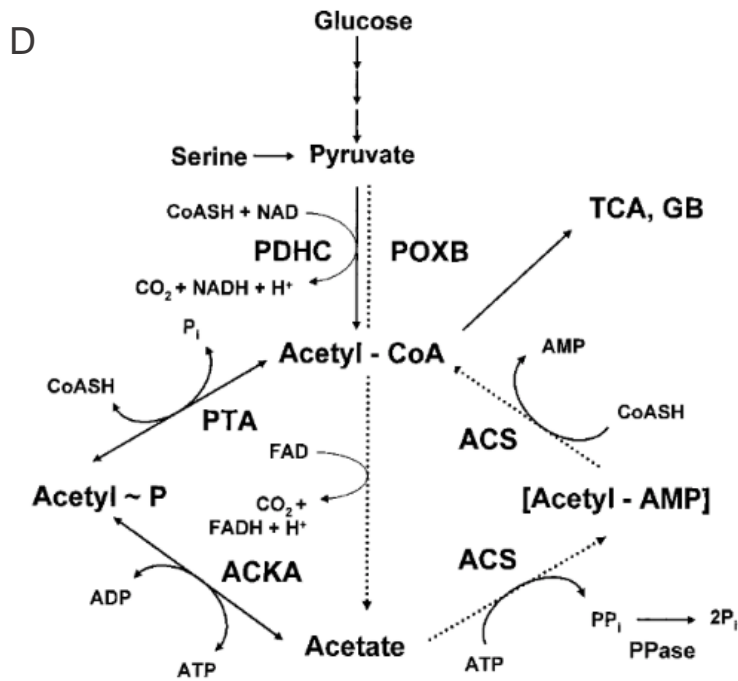 D
Glucose
Serine Pyruvate
CoASH + NAD
TCA, GB
PDHC POXB
CO₂ + NADH + H⁺
Pᵢ
Acetyl - CoA
AMP
CoASH
CoASH
PTA
ACS
FAD
Acetyl ~ P
[Acetyl - AMP]
CO₂ +
FADH + H⁺
ACS
ACKA
ADP
PPᵢ 2Pᵢ
Acetate
PPase
ATP
ATP